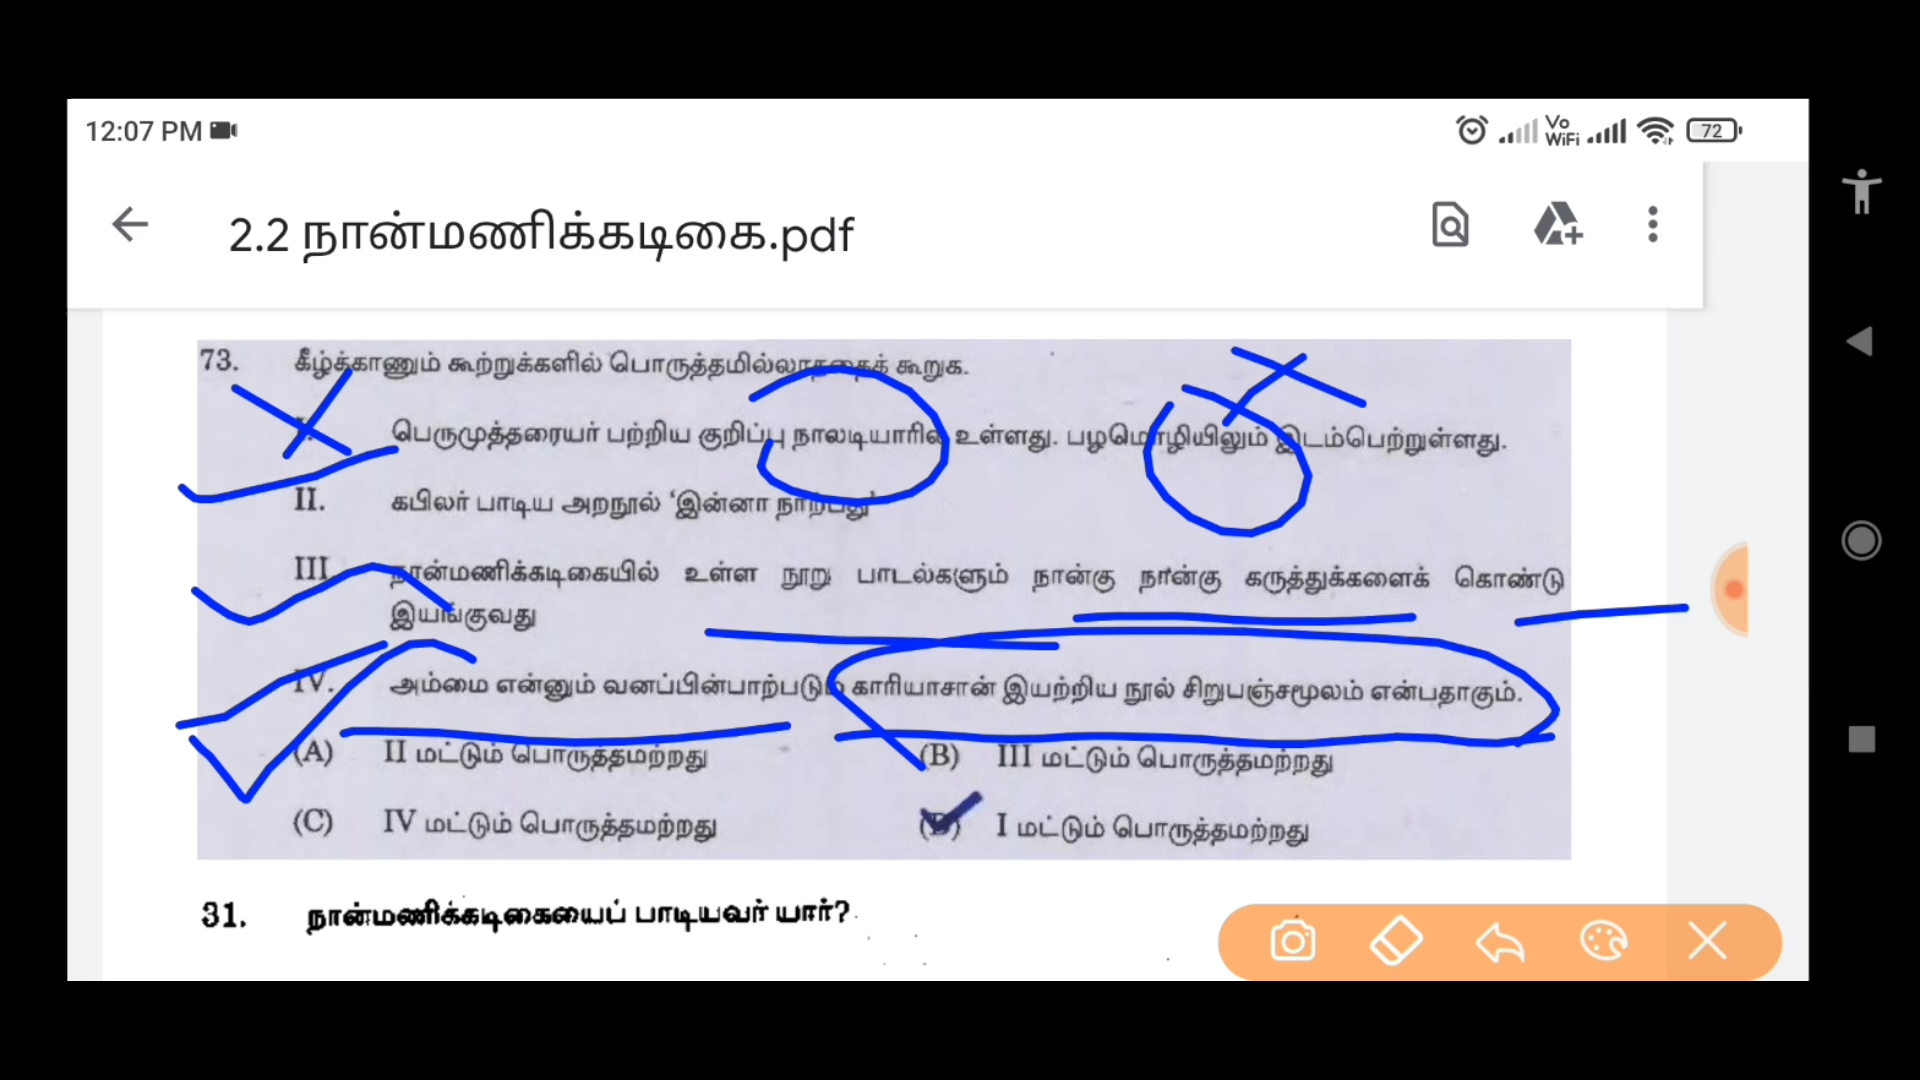 12:07 PM
Vo
WiFi
72
2.2 நான்மணிக்கடிகை.pdf
73. கீழ்க்காணும் கூற்றுக்களில் பொருத்தமில்லாததைக் கூறுக.
I. பெருமுத்தரையர் பற்றிய குறிப்பு நாலடியாரில் உள்ளது. பழமொழியிலும் இடம்பெற்றுள்ளது.
II. கபிலர் பாடிய அறநூல் 'இன்னா நாற்பது'
III. நான்மணிக்கடிகையில் உள்ள நூறு பாடல்களும் நான்கு நான்கு கருத்துக்களைக் கொண்டு
இயங்குவது
IV. அம்மை என்னும் வனப்பின்பாற்படும் காரியாசான் இயற்றிய நூல் சிறுபஞ்சமூலம் என்பதாகும்.
(A) II மட்டும் பொருத்தமற்றது (B) III மட்டும் பொருத்தமற்றது
(C) IV மட்டும் பொருத்தமற்றது (D) I மட்டும் பொருத்தமற்றது
31. நான்மணிக்கடிகையைப் பாடியவர் யார்?